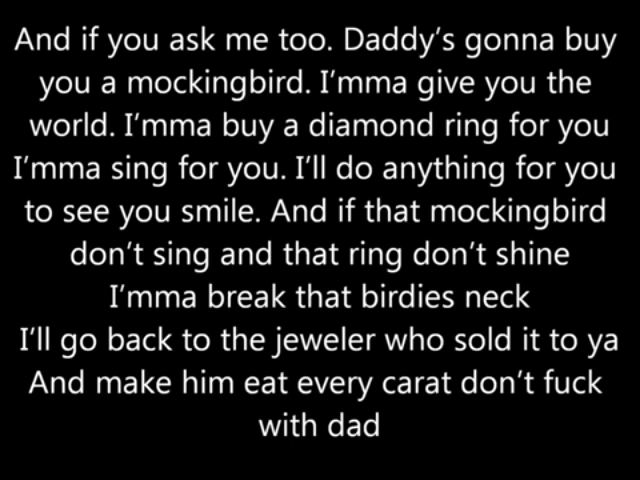 And if you ask me too. Daddy's gonna buy
you a mockingbird. I'mma give you the
world. I'mma buy a diamond ring for you
I'mma sing for you. I'll do anything for you
to see you smile. And if that mockingbird
don't sing and that ring don't shine
I'mma break that birdies neck
I'll go back to the jeweler who sold it to ya
And make him eat every carat don't fuck
with dad